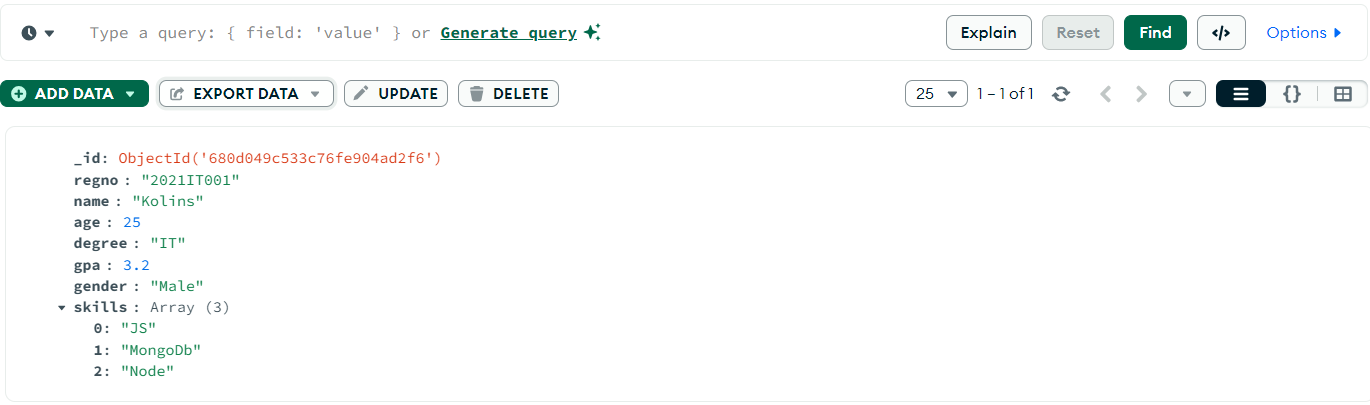 Type a query: { field: 'value' } or Generate query
Explain
Reset
Find
</>
Options
ADD DATA
EXPORT DATA
UPDATE
DELETE
25
1 – 1 of 1
{}
_id: ObjectId('680d049c533c76fe904ad2f6')
regno : "2021IT001"
name : "Kolins"
age : 25
degree : "IT"
gpa : 3.2
gender : "Male"
skills : Array (3)
0: "JS"
1: "MongoDb"
2: "Node"